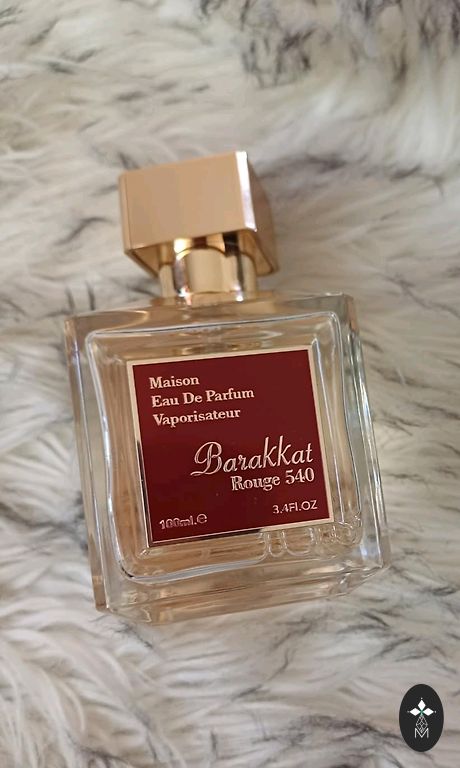 Maison
Eau De Parfum
Vaporisateur
Barakkat
Rouge 540
100ml.e
3.4Fl.OZ
M